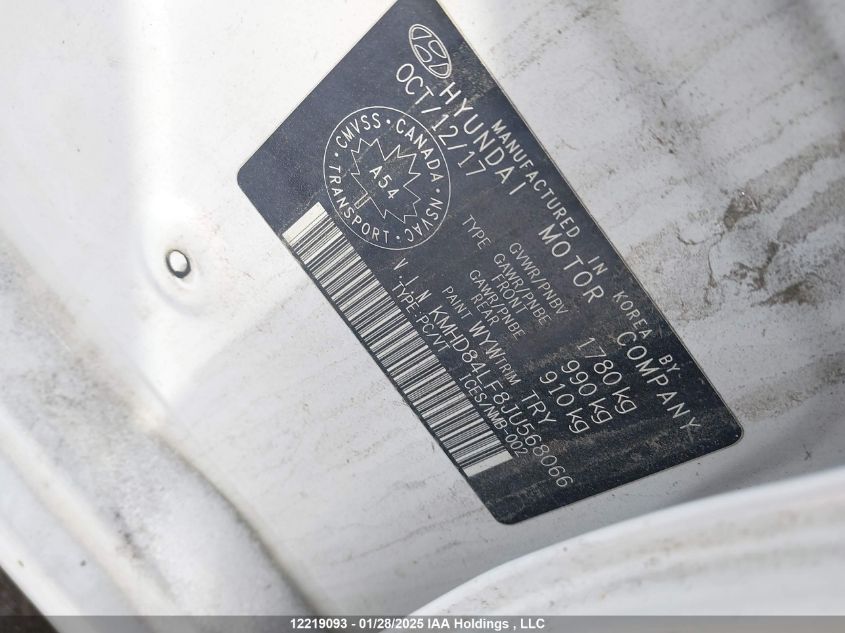 MANUFACTURED IN KOREA BY
HYUNDAI MOTOR COMPANY
OCT/12/17
GVWR/PNBV 1780 kg
GAWR/PNBE FRONT 990 kg
GAWR/PNBE REAR 910 kg
TYPE
PAINT WYW TRIM TRY
CMVSS · CANADA · NSVAC · TRANSPORT ·
A54
V.I.N KMHD84LF8JU568066
TYPE:PC/VT ICES/NMB-002
12219093 - 01/28/2025 IAA Holdings , LLC